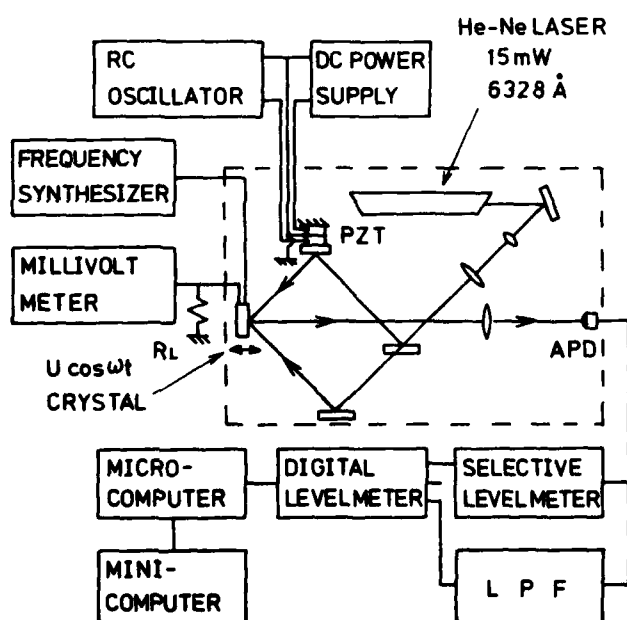 He-Ne LASER
15mW
6328 Å
RC
OSCILLATOR
DC POWER
SUPPLY
FREQUENCY
SYNTHESIZER
PZT
MILLIVOLT
METER
RL
APD
U cosωt
CRYSTAL
MICRO-
COMPUTER
DIGITAL
LEVELMETER
SELECTIVE
LEVELMETER
MINI-
COMPUTER
L P F